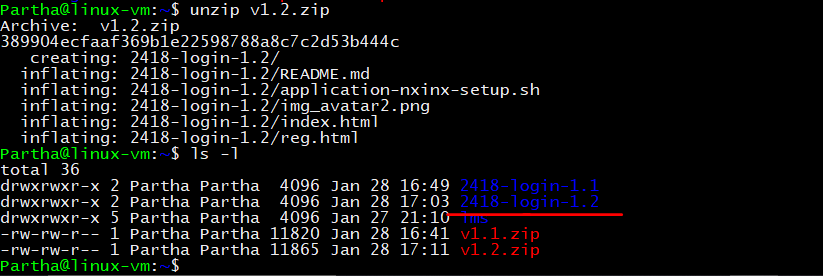 Partha@linux-vm:~$ unzip v1.2.zip
Archive:  v1.2.zip
389904ecfaaf369b1e22598788a8c7c2d53b444c
   creating: 2418-login-1.2/
  inflating: 2418-login-1.2/README.md
  inflating: 2418-login-1.2/application-nxinx-setup.sh
  inflating: 2418-login-1.2/img_avatar2.png
  inflating: 2418-login-1.2/index.html
  inflating: 2418-login-1.2/reg.html
Partha@linux-vm:~$ ls -l
total 36
drwxrwxr-x 2 Partha Partha  4096 Jan 28 16:49 2418-login-1.1
drwxrwxr-x 2 Partha Partha  4096 Jan 28 17:03 2418-login-1.2
drwxrwxr-x 5 Partha Partha  4096 Jan 27 21:10 lms
-rw-rw-r-- 1 Partha Partha 11820 Jan 28 16:41 v1.1.zip
-rw-rw-r-- 1 Partha Partha 11865 Jan 28 17:11 v1.2.zip
Partha@linux-vm:~$